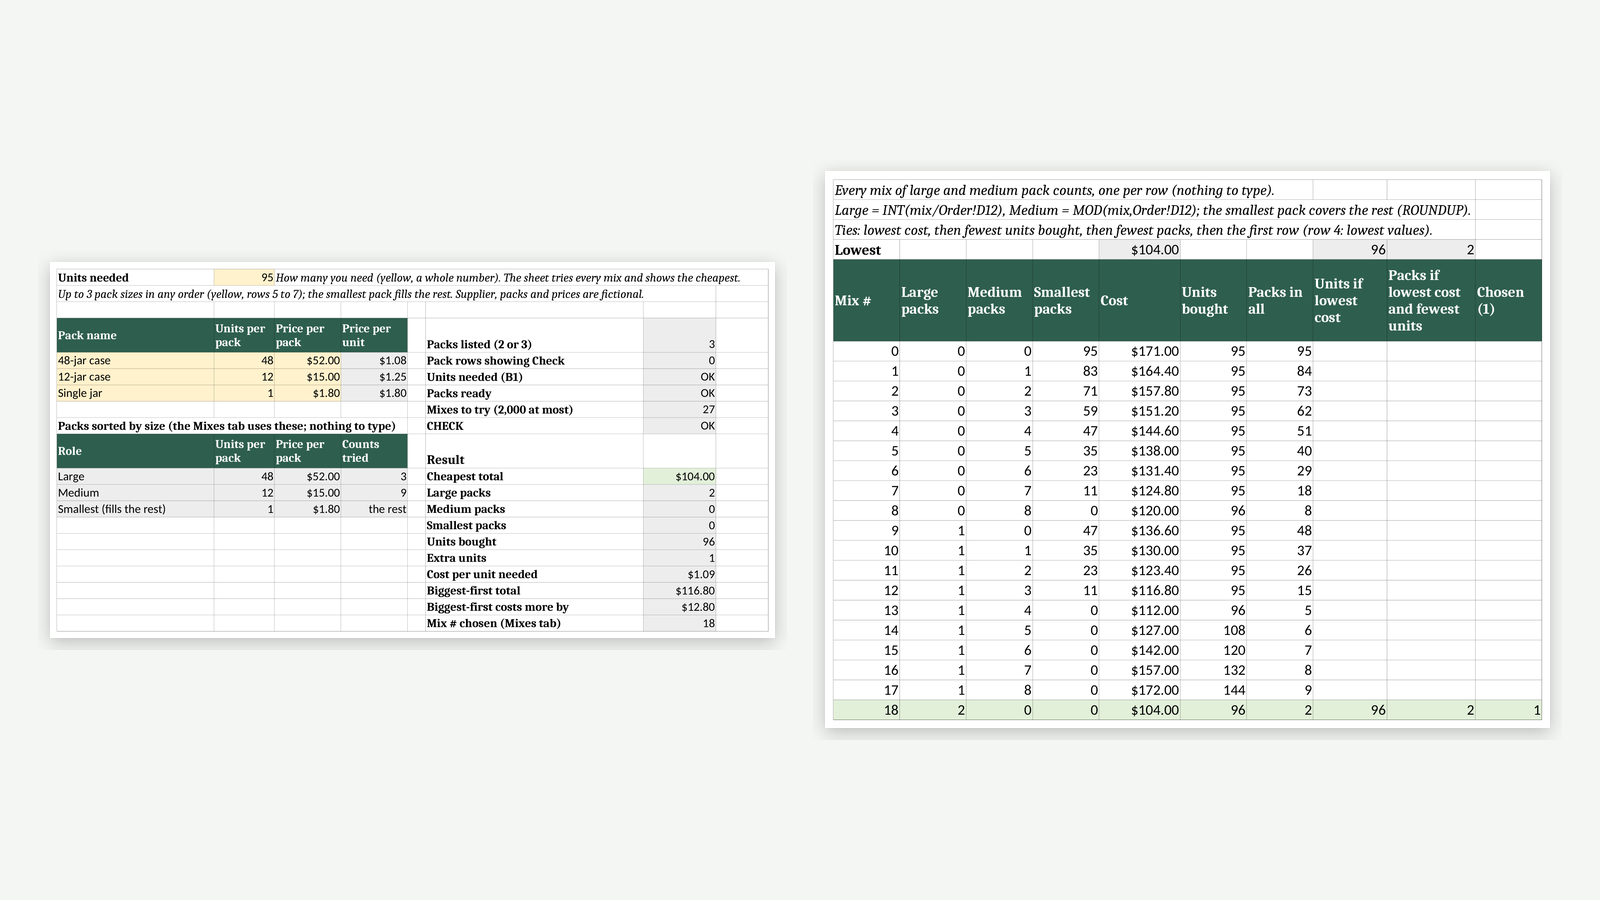 Units needed 95 How many you need (yellow, a whole number). The sheet tries every mix and shows the cheapest.
Up to 3 pack sizes in any order (yellow, rows 5 to 7); the smallest pack fills the rest. Supplier, packs and prices are fictional.
Pack name Units per pack Price per pack Price per unit
48-jar case 48 $52.00 $1.08
12-jar case 12 $15.00 $1.25
Single jar 1 $1.80 $1.80
Packs sorted by size (the Mixes tab uses these; nothing to type)
Role Units per pack Price per pack Counts tried
Large 48 $52.00 3
Medium 12 $15.00 9
Smallest (fills the rest) 1 $1.80 the rest
Packs listed (2 or 3) 3
Pack rows showing Check 0
Units needed (B1) OK
Packs ready OK
Mixes to try (2,000 at most) 27
CHECK OK
Result
Cheapest total $104.00
Large packs 2
Medium packs 0
Smallest packs 0
Units bought 96
Extra units 1
Cost per unit needed $1.09
Biggest-first total $116.80
Biggest-first costs more by $12.80
Mix # chosen (Mixes tab) 18
Every mix of large and medium pack counts, one per row (nothing to type).
Large = INT(mix/Order!D12), Medium = MOD(mix,Order!D12); the smallest pack covers the rest (ROUNDUP).
Ties: lowest cost, then fewest units bought, then fewest packs, then the first row (row 4: lowest values).
Lowest $104.00 96 2
Mix # Large packs Medium packs Smallest packs Cost Units bought Packs in all Units if lowest cost Packs if lowest cost and fewest units Chosen (1)
0 0 0 95 $171.00 95 95
1 0 1 83 $164.40 95 84
2 0 2 71 $157.80 95 73
3 0 3 59 $151.20 95 62
4 0 4 47 $144.60 95 51
5 0 5 35 $138.00 95 40
6 0 6 23 $131.40 95 29
7 0 7 11 $124.80 95 18
8 0 8 0 $120.00 96 8
9 1 0 47 $136.60 95 48
10 1 1 35 $130.00 95 37
11 1 2 23 $123.40 95 26
12 1 3 11 $116.80 95 15
13 1 4 0 $112.00 96 5
14 1 5 0 $127.00 108 6
15 1 6 0 $142.00 120 7
16 1 7 0 $157.00 132 8
17 1 8 0 $172.00 144 9
18 2 0 0 $104.00 96 2 96 2 1